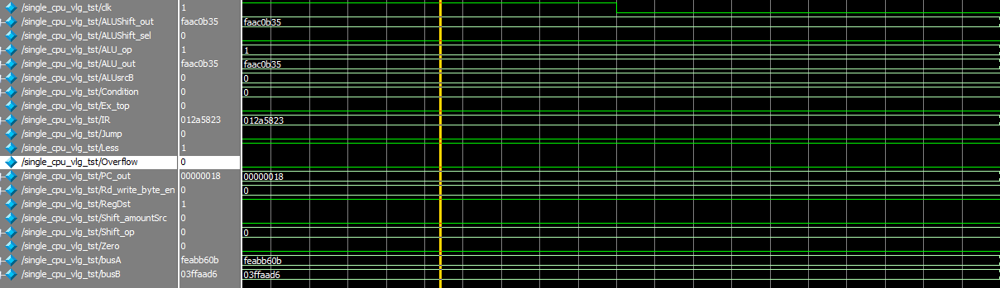 /single_cpu_vlg_tst/clk 1
/single_cpu_vlg_tst/ALUShift_out faac0b35 faac0b35
/single_cpu_vlg_tst/ALUShift_sel 0
/single_cpu_vlg_tst/ALU_op 1 1
/single_cpu_vlg_tst/ALU_out faac0b35 faac0b35
/single_cpu_vlg_tst/ALUsrcB 0 0
/single_cpu_vlg_tst/Condition 0 0
/single_cpu_vlg_tst/Ex_top 0
/single_cpu_vlg_tst/IR 012a5823 012a5823
/single_cpu_vlg_tst/Jump 0
/single_cpu_vlg_tst/Less 1
/single_cpu_vlg_tst/Overflow 0
/single_cpu_vlg_tst/PC_out 00000018 00000018
/single_cpu_vlg_tst/Rd_write_byte_en 0 0
/single_cpu_vlg_tst/RegDst 1
/single_cpu_vlg_tst/Shift_amountSrc 0
/single_cpu_vlg_tst/Shift_op 0 0
/single_cpu_vlg_tst/Zero 0
/single_cpu_vlg_tst/busA feabb60b feabb60b
/single_cpu_vlg_tst/busB 03ffaad6 03ffaad6